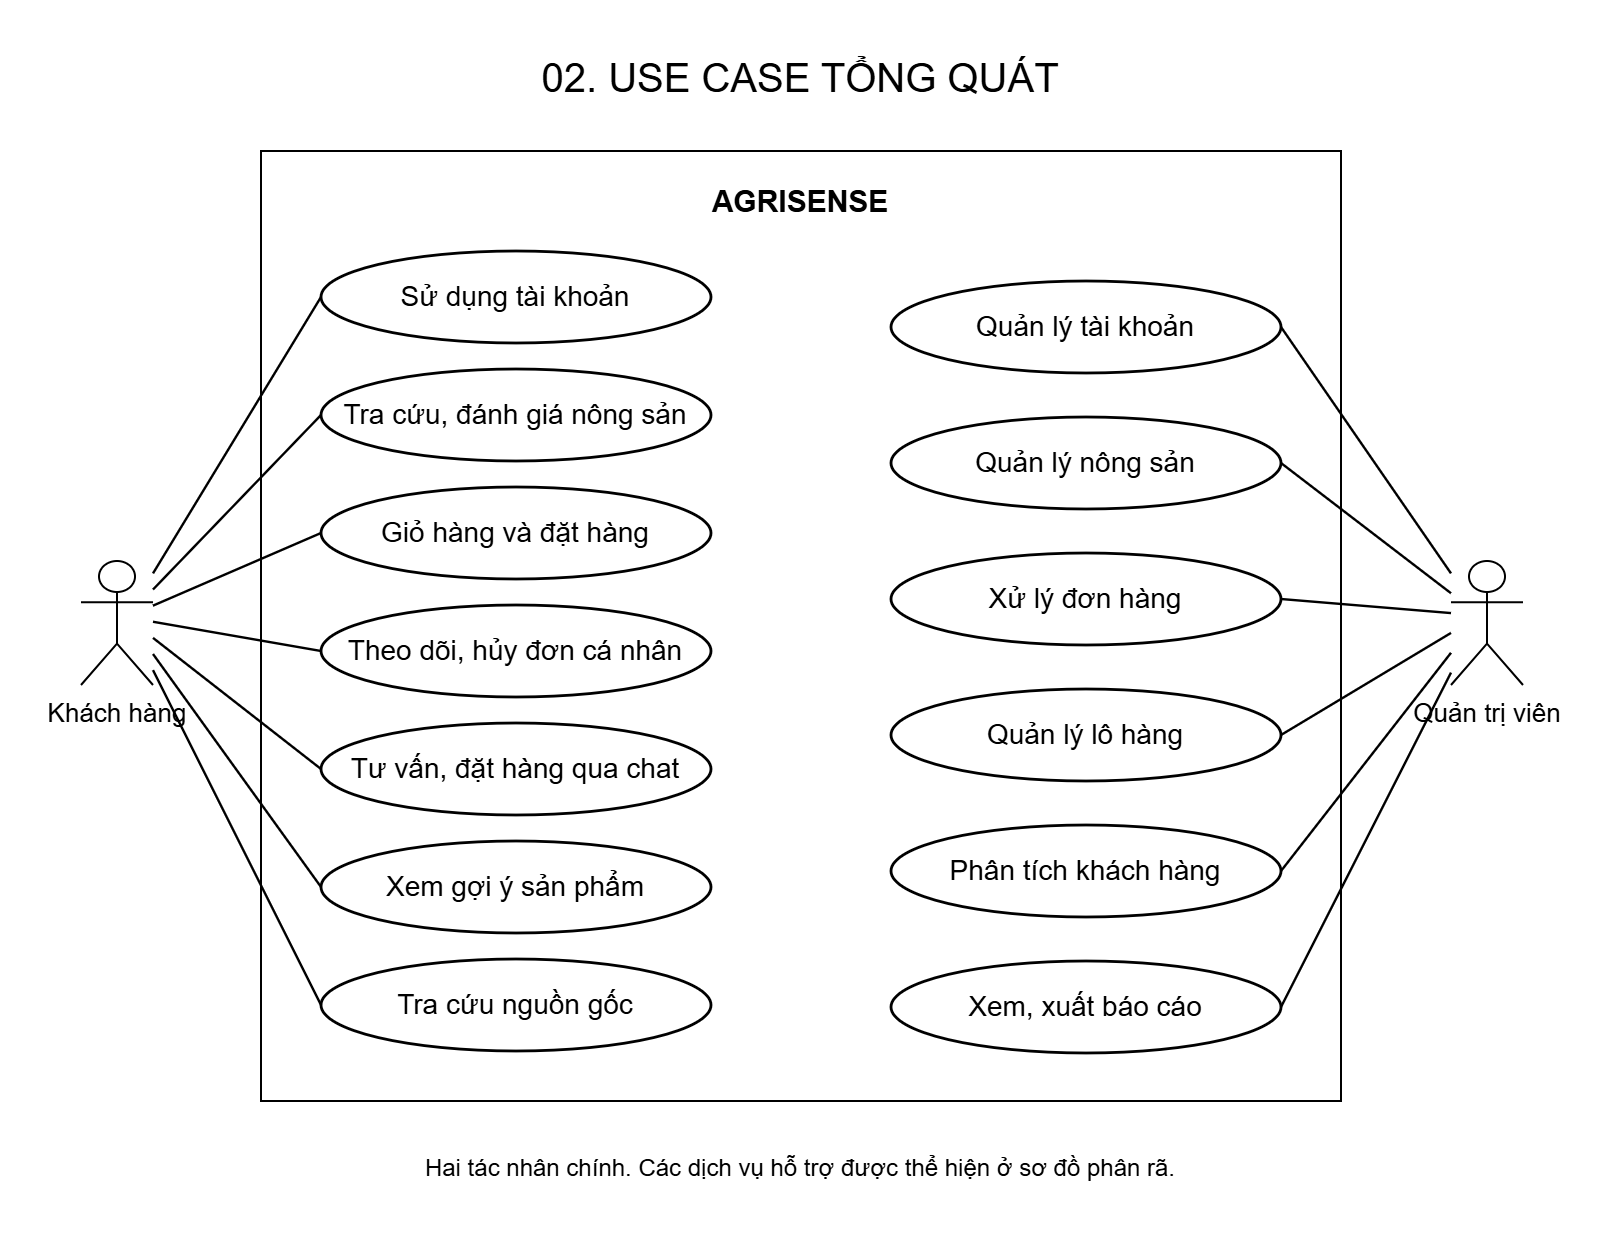 02. USE CASE TỔNG QUÁT
AGRISENSE
Sử dụng tài khoản
Tra cứu, đánh giá nông sản
Giỏ hàng và đặt hàng
Theo dõi, hủy đơn cá nhân
Tư vấn, đặt hàng qua chat
Xem gợi ý sản phẩm
Tra cứu nguồn gốc
Quản lý tài khoản
Quản lý nông sản
Xử lý đơn hàng
Quản lý lô hàng
Phân tích khách hàng
Xem, xuất báo cáo
Khách hàng
Quản trị viên
Hai tác nhân chính. Các dịch vụ hỗ trợ được thể hiện ở sơ đồ phân rã.